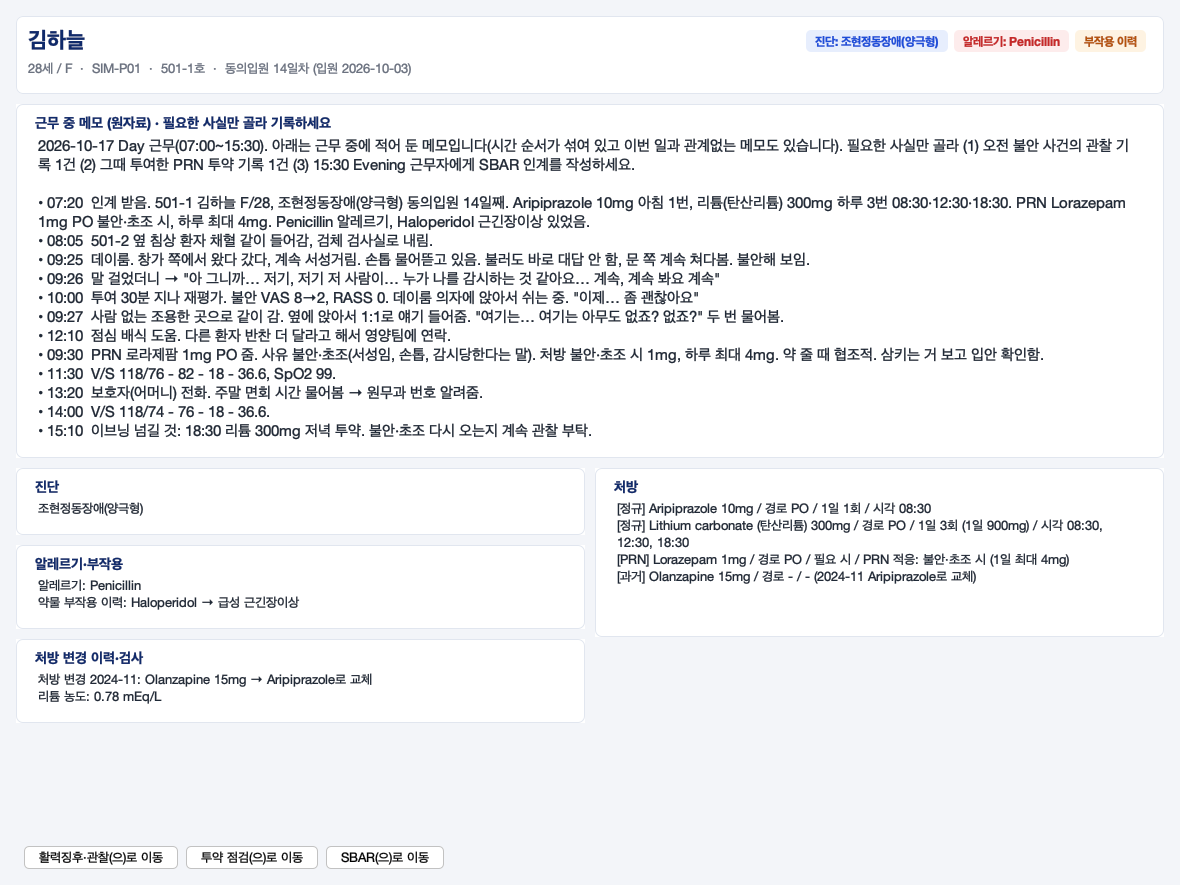 김하늘
진단: 조현정동장애(양극형) 알레르기: Penicillin 부작용 이력
28세 / F · SIM-P01 · 501-1호 · 동의입원 14일차 (입원 2026-10-03)
근무 중 메모 (원자료) · 필요한 사실만 골라 기록하세요
2026-10-17 Day 근무(07:00~15:30). 아래는 근무 중에 적어 둔 메모입니다(시간 순서가 섞여 있고 이번 일과 관계없는 메모도 있습니다). 필요한 사실만 골라 (1) 오전 불안 사건의 관찰 기
록 1건 (2) 그때 투여한 PRN 투약 기록 1건 (3) 15:30 Evening 근무자에게 SBAR 인계를 작성하세요.
• 07:20 인계 받음. 501-1 김하늘 F/28, 조현정동장애(양극형) 동의입원 14일째. Aripiprazole 10mg 아침 1번, 리튬(탄산리튬) 300mg 하루 3번 08:30·12:30·18:30. PRN Lorazepam
1mg PO 불안·초조 시, 하루 최대 4mg. Penicillin 알레르기, Haloperidol 근긴장이상 있었음.
• 08:05 501-2 옆 침상 환자 채혈 같이 들어감, 검체 검사실로 내림.
• 09:25 데이룸. 창가 쪽에서 왔다 갔다, 계속 서성거림. 손톱 물어뜯고 있음. 불러도 바로 대답 안 함, 문 쪽 계속 쳐다봄. 불안해 보임.
• 09:26 말 걸었더니 → "아 그니까… 저기, 저기 저 사람이… 누가 나를 감시하는 것 같아요… 계속, 계속 봐요 계속"
• 10:00 투여 30분 지나 재평가. 불안 VAS 8→2, RASS 0. 데이룸 의자에 앉아서 쉬는 중. "이제… 좀 괜찮아요"
• 09:27 사람 없는 조용한 곳으로 같이 감. 옆에 앉아서 1:1로 얘기 들어줌. "여기는… 여기는 아무도 없죠? 없죠?" 두 번 물어봄.
• 12:10 점심 배식 도움. 다른 환자 반찬 더 달라고 해서 영양팀에 연락.
• 09:30 PRN 로라제팜 1mg PO 줌. 사유 불안·초조(서성임, 손톱, 감시당한다는 말). 처방 불안·초조 시 1mg, 하루 최대 4mg. 약 줄 때 협조적. 삼키는 거 보고 입안 확인함.
• 11:30 V/S 118/76 - 82 - 18 - 36.6, SpO2 99.
• 13:20 보호자(어머니) 전화. 주말 면회 시간 물어봄 → 원무과 번호 알려줌.
• 14:00 V/S 118/74 - 76 - 18 - 36.6.
• 15:10 이브닝 넘길 것: 18:30 리튬 300mg 저녁 투약. 불안·초조 다시 오는지 계속 관찰 부탁.
진단
조현정동장애(양극형)
알레르기·부작용
알레르기: Penicillin
약물 부작용 이력: Haloperidol → 급성 근긴장이상
처방 변경 이력·검사
처방 변경 2024-11: Olanzapine 15mg → Aripiprazole로 교체
리튬 농도: 0.78 mEq/L
처방
[정규] Aripiprazole 10mg / 경로 PO / 1일 1회 / 시각 08:30
[정규] Lithium carbonate (탄산리튬) 300mg / 경로 PO / 1일 3회 (1일 900mg) / 시각 08:30,
12:30, 18:30
[PRN] Lorazepam 1mg / 경로 PO / 필요 시 / PRN 적응: 불안·초조 시 (1일 최대 4mg)
[과거] Olanzapine 15mg / 경로 - / - (2024-11 Aripiprazole로 교체)
활력징후·관찰(으)로 이동 투약 점검(으)로 이동 SBAR(으)로 이동